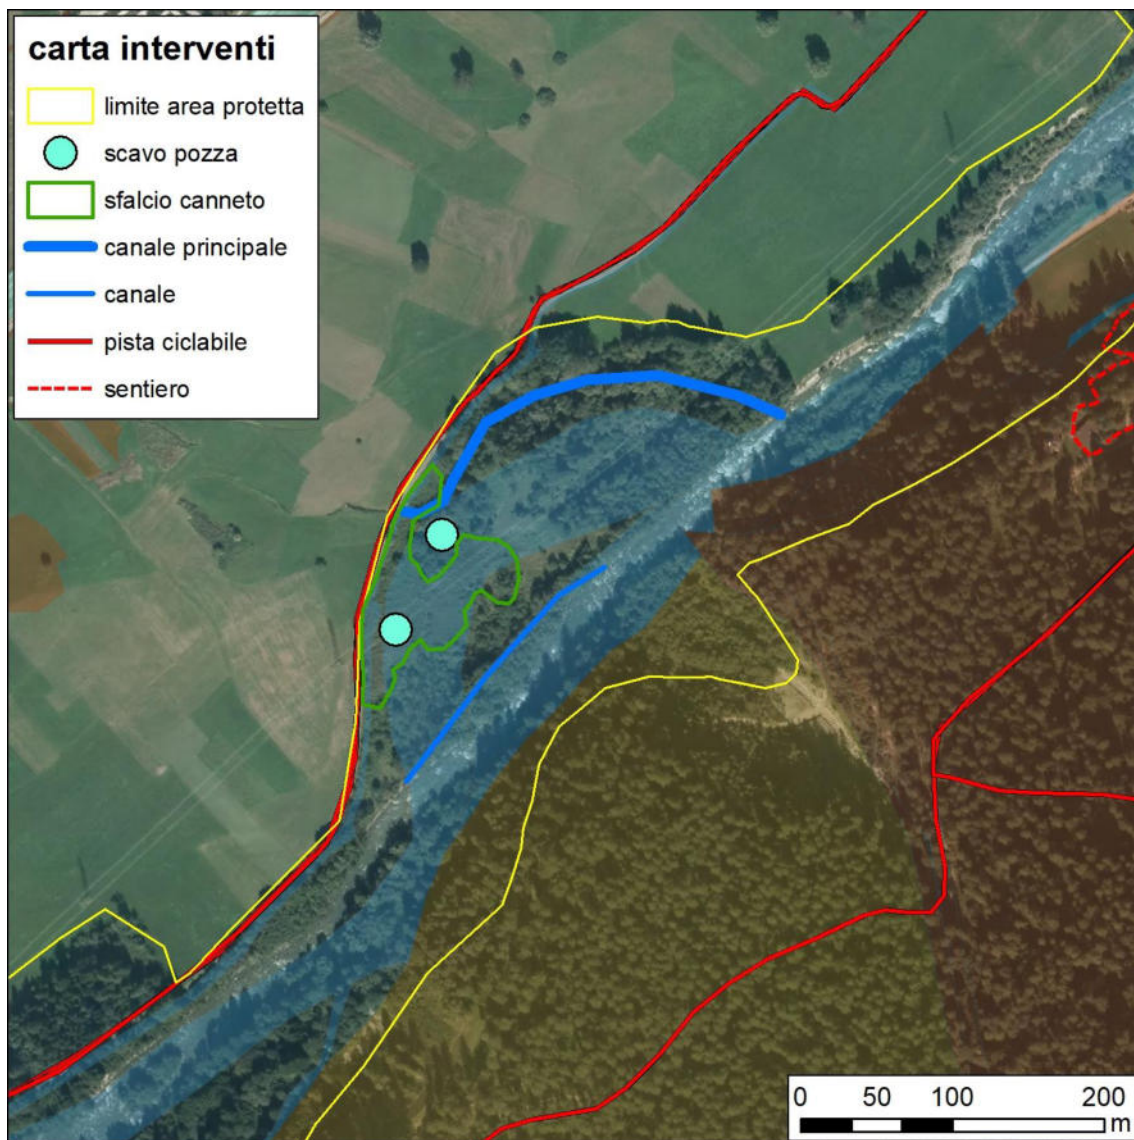 carta interventi
limite area protetta
scavo pozza
sfalcio canneto
canale principale
canale
pista ciclabile
sentiero
0 50 100 200
m